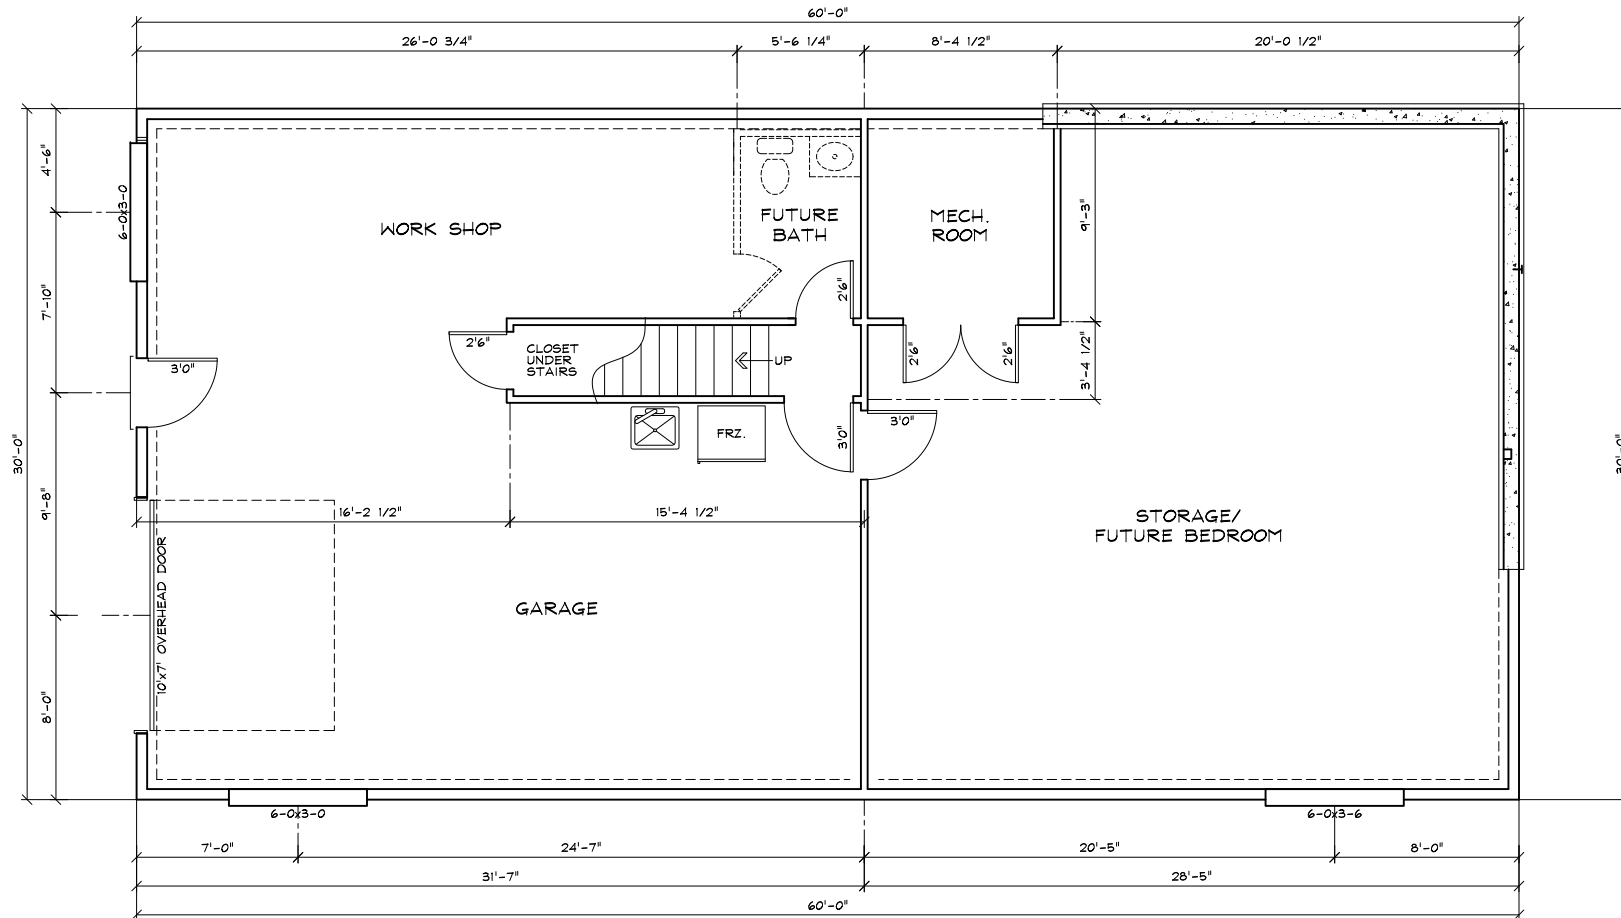 60'-0"
26'-0 3/4"
5'-6 1/4"
8'-4 1/2"
20'-0 1/2"
4'-6"
6-0x3-0
7'-10"
30'-0"
9'-8"
8'-0"
WORK SHOP
FUTURE
BATH
MECH.
ROOM
9'-3"
2'6"
2'6"
CLOSET
UNDER
STAIRS
UP
2'6"
2'6"
3'-4 1/2"
3'0"
FRZ.
3'0"
3'0"
30'-0"
16'-2 1/2"
15'-4 1/2"
STORAGE/
FUTURE BEDROOM
10'x7' OVERHEAD DOOR
GARAGE
6-0x3-0
6-0x3-6
7'-0"
24'-7"
20'-5"
8'-0"
31'-7"
28'-5"
60'-0"